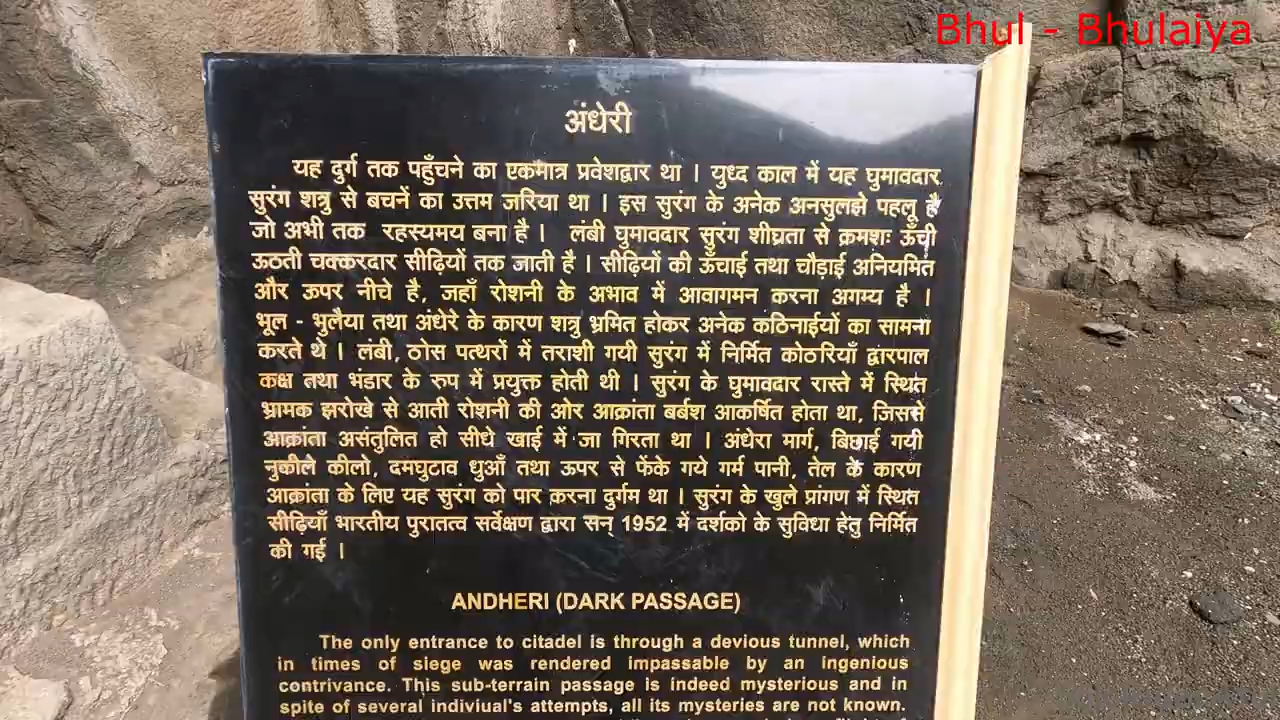 Bhul - Bhulaiya
अंधेरी
यह दुर्ग तक पहुँचने का एकमात्र प्रवेशद्वार था । युध्द काल में यह घुमावदार
सुरंग शत्रु से बचनें का उत्तम जरिया था । इस सुरंग के अनेक अनसुलझे पहलू है
जो अभी तक रहस्यमय बना है । लंबी घुमावदार सुरंग शीघ्रता से क्रमशः ऊँची
ऊठती चक्करदार सीढ़ियों तक जाती है । सीढ़ियों की ऊँचाई तथा चौड़ाई अनियमित
और ऊपर नीचे है, जहाँ रोशनी के अभाव में आवागमन करना अगम्य है ।
भूल - भुलैया तथा अंधेरे के कारण शत्रु भ्रमित होकर अनेक कठिनाईयों का सामना
करते थे । लंबी, ठोस पत्थरों में तराशी गयी सुरंग में निर्मित कोठरियाँ द्वारपाल
कक्ष तथा भंडार के रुप में प्रयुक्त होती थी । सुरंग के घुमावदार रास्ते में स्थित
भ्रामक झरोखे से आती रोशनी की ओर आक्रांता बर्बश आकर्षित होता था, जिससे
आक्रांता असंतुलित हो सीधे खाई में जा गिरता था । अंधेरा मार्ग, बिछाई गयी
नुकीले कीलो, दमघुटाव धुआँ तथा ऊपर से फेंके गये गर्म पानी, तेल के कारण
आक्रांता के लिए यह सुरंग को पार करना दुर्गम था । सुरंग के खुले प्रांगण में स्थित
सीढ़ियाँ भारतीय पुरातत्व सर्वेक्षण द्वारा सन् 1952 में दर्शको के सुविधा हेतु निर्मित
की गई ।
ANDHERI (DARK PASSAGE)
The only entrance to citadel is through a devious tunnel, which
in times of siege was rendered impassable by an ingenious
contrivance. This sub-terrain passage is indeed mysterious and in
spite of several indiviual's attempts, all its mysteries are not known.